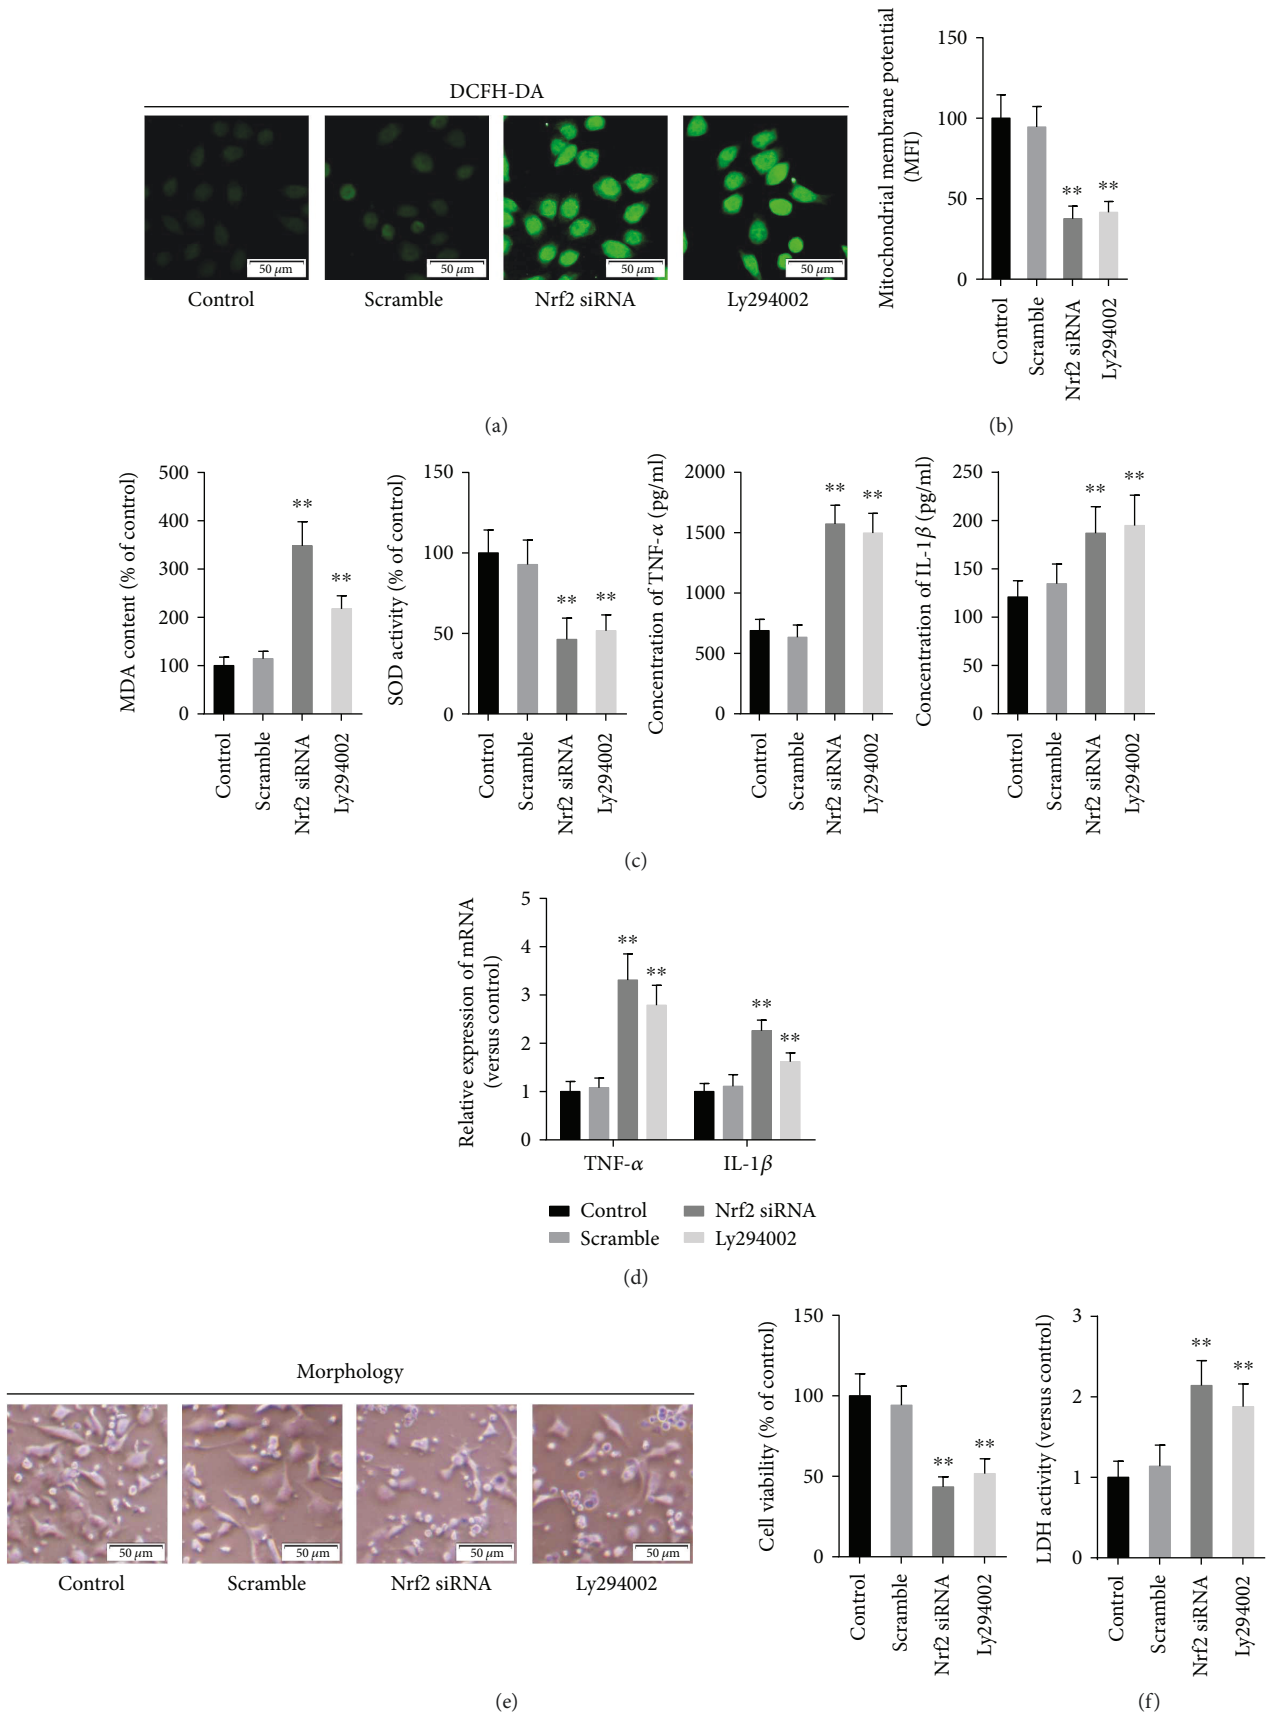 DCFH-DA
50 μm
50 μm
50 μm
50 μm
Control
Scramble
Nrf2 siRNA
Ly294002
(a)
Mitochondrial membrane potential
(MFI)
150
100
50
0
**
**
Control
Scramble
Nrf2 siRNA
Ly294002
(b)
MDA content (% of control)
500
400
300
200
100
0
**
**
Control
Scramble
Nrf2 siRNA
Ly294002
SOD activity (% of control)
150
100
50
0
**
**
Control
Scramble
Nrf2 siRNA
Ly294002
Concentration of TNF-α (pg/ml)
2000
1500
1000
500
0
**
**
Control
Scramble
Nrf2 siRNA
Ly294002
Concentration of IL-1β (pg/ml)
250
200
150
100
50
0
**
**
Control
Scramble
Nrf2 siRNA
Ly294002
(c)
Relative expression of mRNA
(versus control)
5
4
3
2
1
0
**
**
**
**
TNF-α
IL-1β
Control
Nrf2 siRNA
Scramble
Ly294002
(d)
Morphology
50 μm
50 μm
50 μm
50 μm
Control
Scramble
Nrf2 siRNA
Ly294002
Cell viability (% of control)
150
100
50
0
**
**
Control
Scramble
Nrf2 siRNA
Ly294002
(e)
LDH activity (versus control)
3
2
1
0
**
**
Control
Scramble
Nrf2 siRNA
Ly294002
(f)